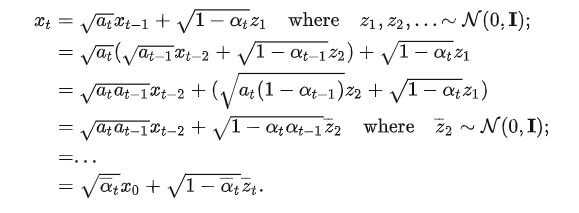 x_t = √a_t x_{t−1} + √(1 − α_t) z_1 where z_1, z_2, … ∼ 𝒩(0, 𝐈);
= √a_t(√a_{t−1} x_{t−2} + √(1 − α_{t−1}) z_2) + √(1 − α_t) z_1
= √(a_t a_{t−1}) x_{t−2} + (√(a_t(1 − α_{t−1})) z_2 + √(1 − α_t) z_1)
= √(a_t a_{t−1}) x_{t−2} + √(1 − α_t α_{t−1}) z̄_2 where z̄_2 ∼ 𝒩(0, 𝐈);
=...
= √ᾱ_t x_0 + √(1 − ᾱ_t) z̄_t.